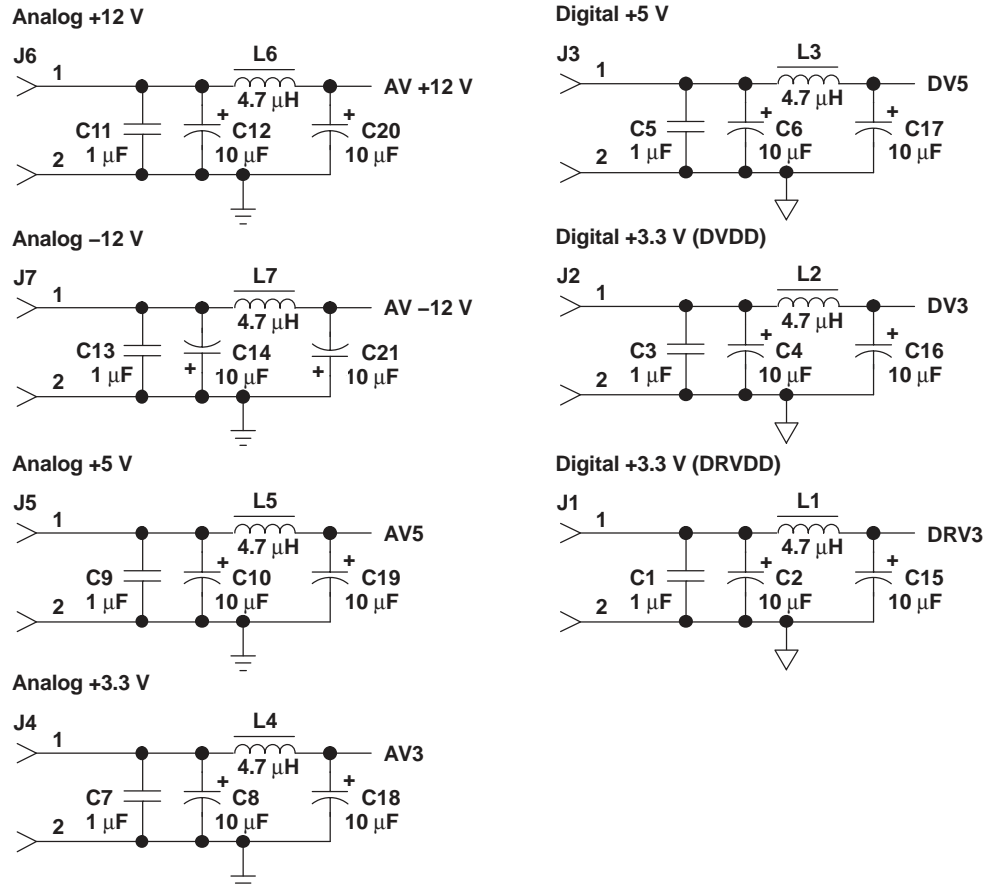 Analog +12 V
J6
1
L6
4.7 μH
AV +12 V
C11
1 μF
+
C12
10 μF
+
C20
10 μF
2
Analog –12 V
J7
1
L7
4.7 μH
AV –12 V
C13
1 μF
+
C14
10 μF
+
C21
10 μF
2
Analog +5 V
J5
1
L5
4.7 μH
AV5
C9
1 μF
+
C10
10 μF
+
C19
10 μF
2
Analog +3.3 V
J4
1
L4
4.7 μH
AV3
C7
1 μF
+
C8
10 μF
+
C18
10 μF
2
Digital +5 V
J3
1
L3
4.7 μH
DV5
C5
1 μF
+
C6
10 μF
+
C17
10 μF
2
Digital +3.3 V (DVDD)
J2
1
L2
4.7 μH
DV3
C3
1 μF
+
C4
10 μF
+
C16
10 μF
2
Digital +3.3 V (DRVDD)
J1
1
L1
4.7 μH
DRV3
C1
1 μF
+
C2
10 μF
+
C15
10 μF
2